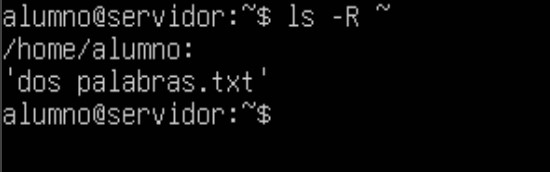 alumno@servidor:~$ ls -R ~
/home/alumno:
'dos palabras.txt'
alumno@servidor:~$